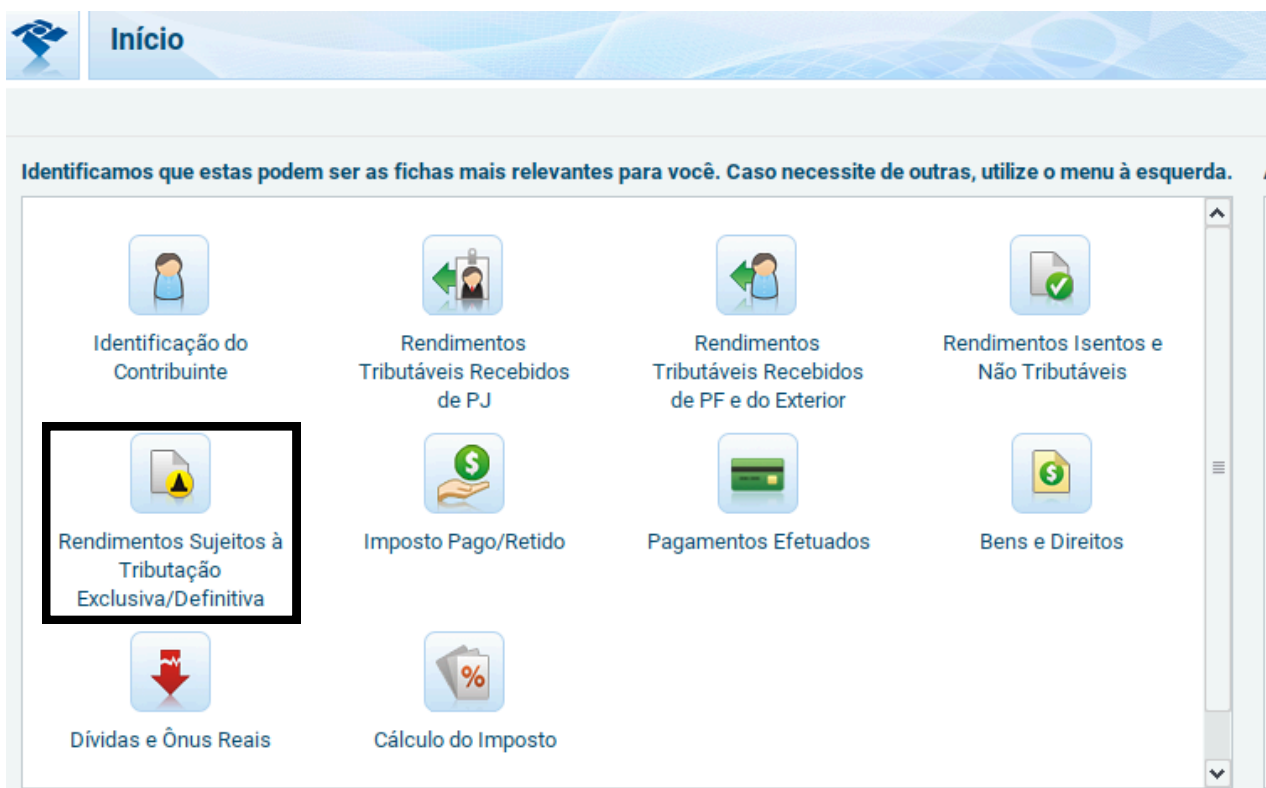 Início
Identificamos que estas podem ser as fichas mais relevantes para você. Caso necessite de outras, utilize o menu à esquerda.
Identificação do
Contribuinte
Rendimentos
Tributáveis Recebidos
de PJ
Rendimentos
Tributáveis Recebidos
de PF e do Exterior
Rendimentos Isentos e
Não Tributáveis
Rendimentos Sujeitos à
Tributação
Exclusiva/Definitiva
Imposto Pago/Retido
Pagamentos Efetuados
Bens e Direitos
Dívidas e Ônus Reais
Cálculo do Imposto